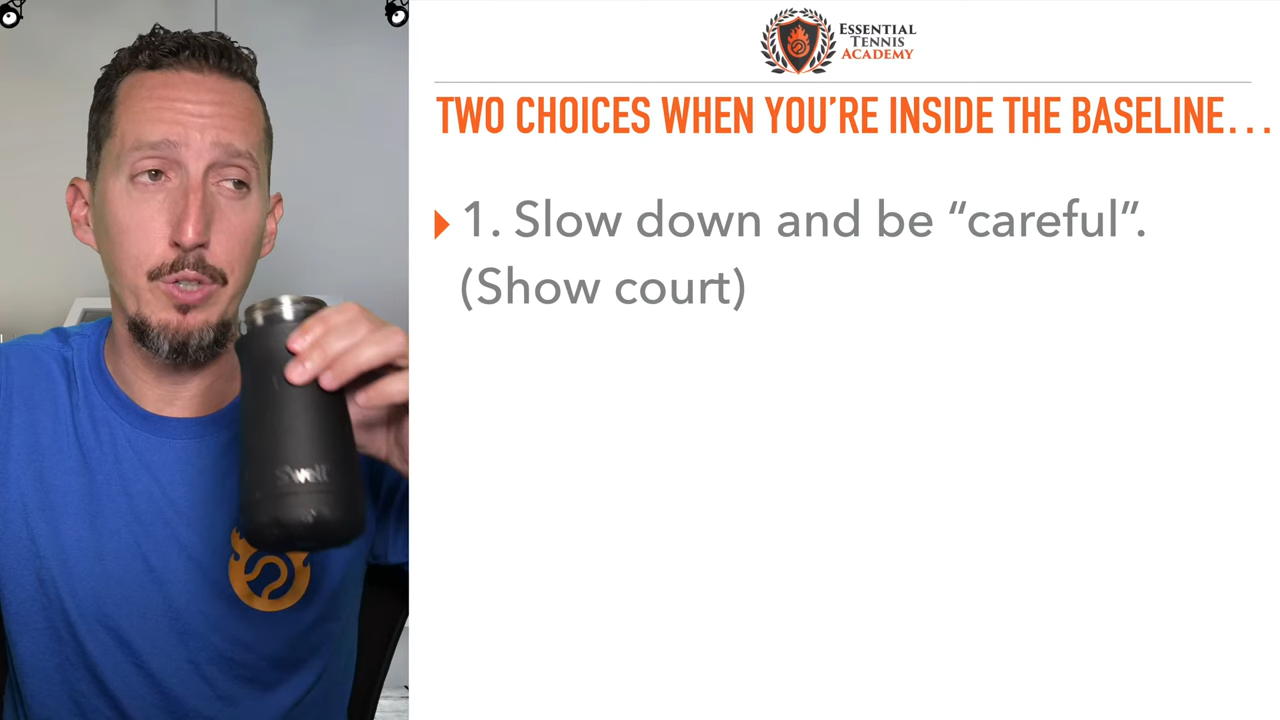 ESSENTIAL
TENNIS
ACADEMY
TWO CHOICES WHEN YOU’RE INSIDE THE BASELINE...
1. Slow down and be “careful”.
(Show court)
S'well